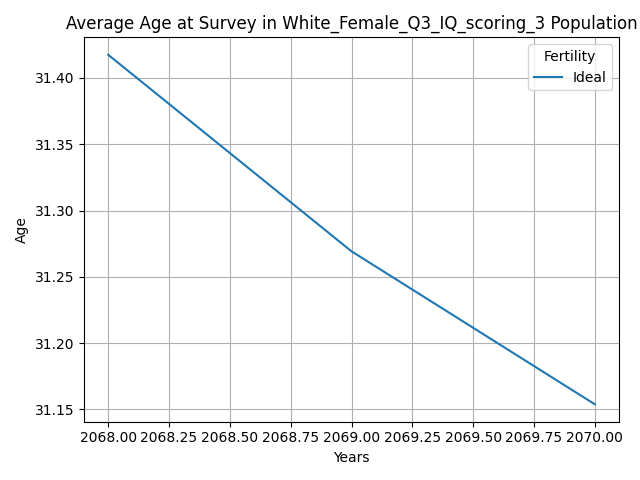 Average Age at Survey in White_Female_Q3_IQ_scoring_3 Population
Fertility
Ideal
31.40
31.35
31.30
31.25
31.20
31.15
Age
2068.00 2068.25 2068.50 2068.75 2069.00 2069.25 2069.50 2069.75 2070.00
Years